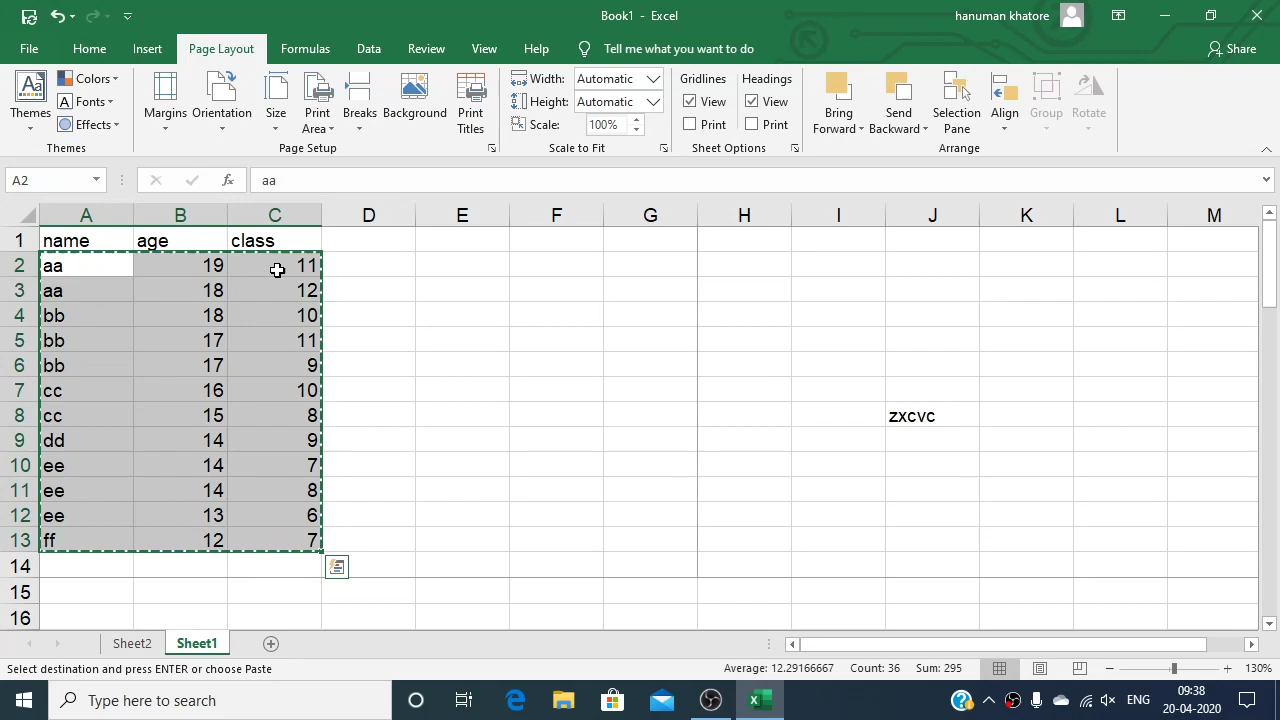 Book1 - Excel
hanuman khatore
File Home Insert Page Layout Formulas Data Review View Help Tell me what you want to do Share
Themes Colors Fonts Effects
Margins Orientation Size Print Area Breaks Background Print Titles
Width: Automatic
Height: Automatic
Scale: 100%
Gridlines Headings
View View
Print Print
Bring Forward Send Backward Selection Pane Align Group Rotate
Themes Page Setup Scale to Fit Sheet Options Arrange
A2 fx aa
A B C D E F G H I J K L M
1 name age class
2 aa 19 11
3 aa 18 12
4 bb 18 10
5 bb 17 11
6 bb 17 9
7 cc 16 10
8 cc 15 8 zxcvc
9 dd 14 9
10 ee 14 7
11 ee 14 8
12 ee 13 6
13 ff 12 7
14
15
16
Sheet2 Sheet1
Select destination and press ENTER or choose Paste Average: 12.29166667 Count: 36 Sum: 295 130%
Type here to search ENG 09:38
20-04-2020